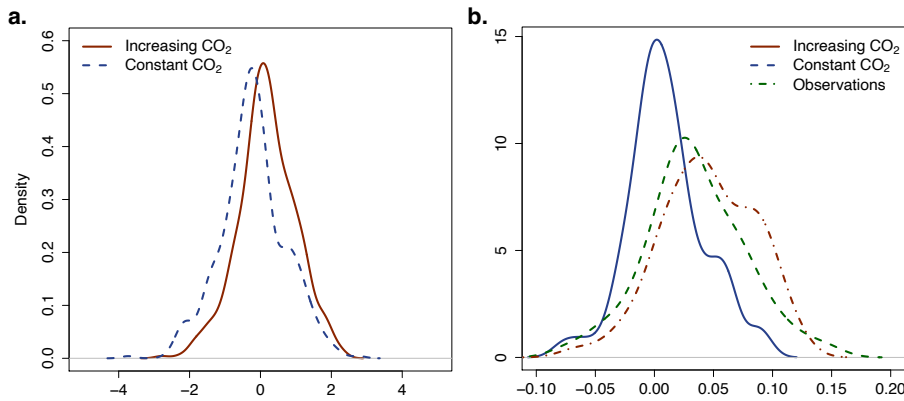 a.
Increasing CO₂
Constant CO₂
Density
0.6
0.5
0.4
0.3
0.2
0.1
0.0
−4 −2 0 2 4
b.
Increasing CO₂
Constant CO₂
Observations
15
10
5
0
−0.10 −0.05 0.00 0.05 0.10 0.15 0.20